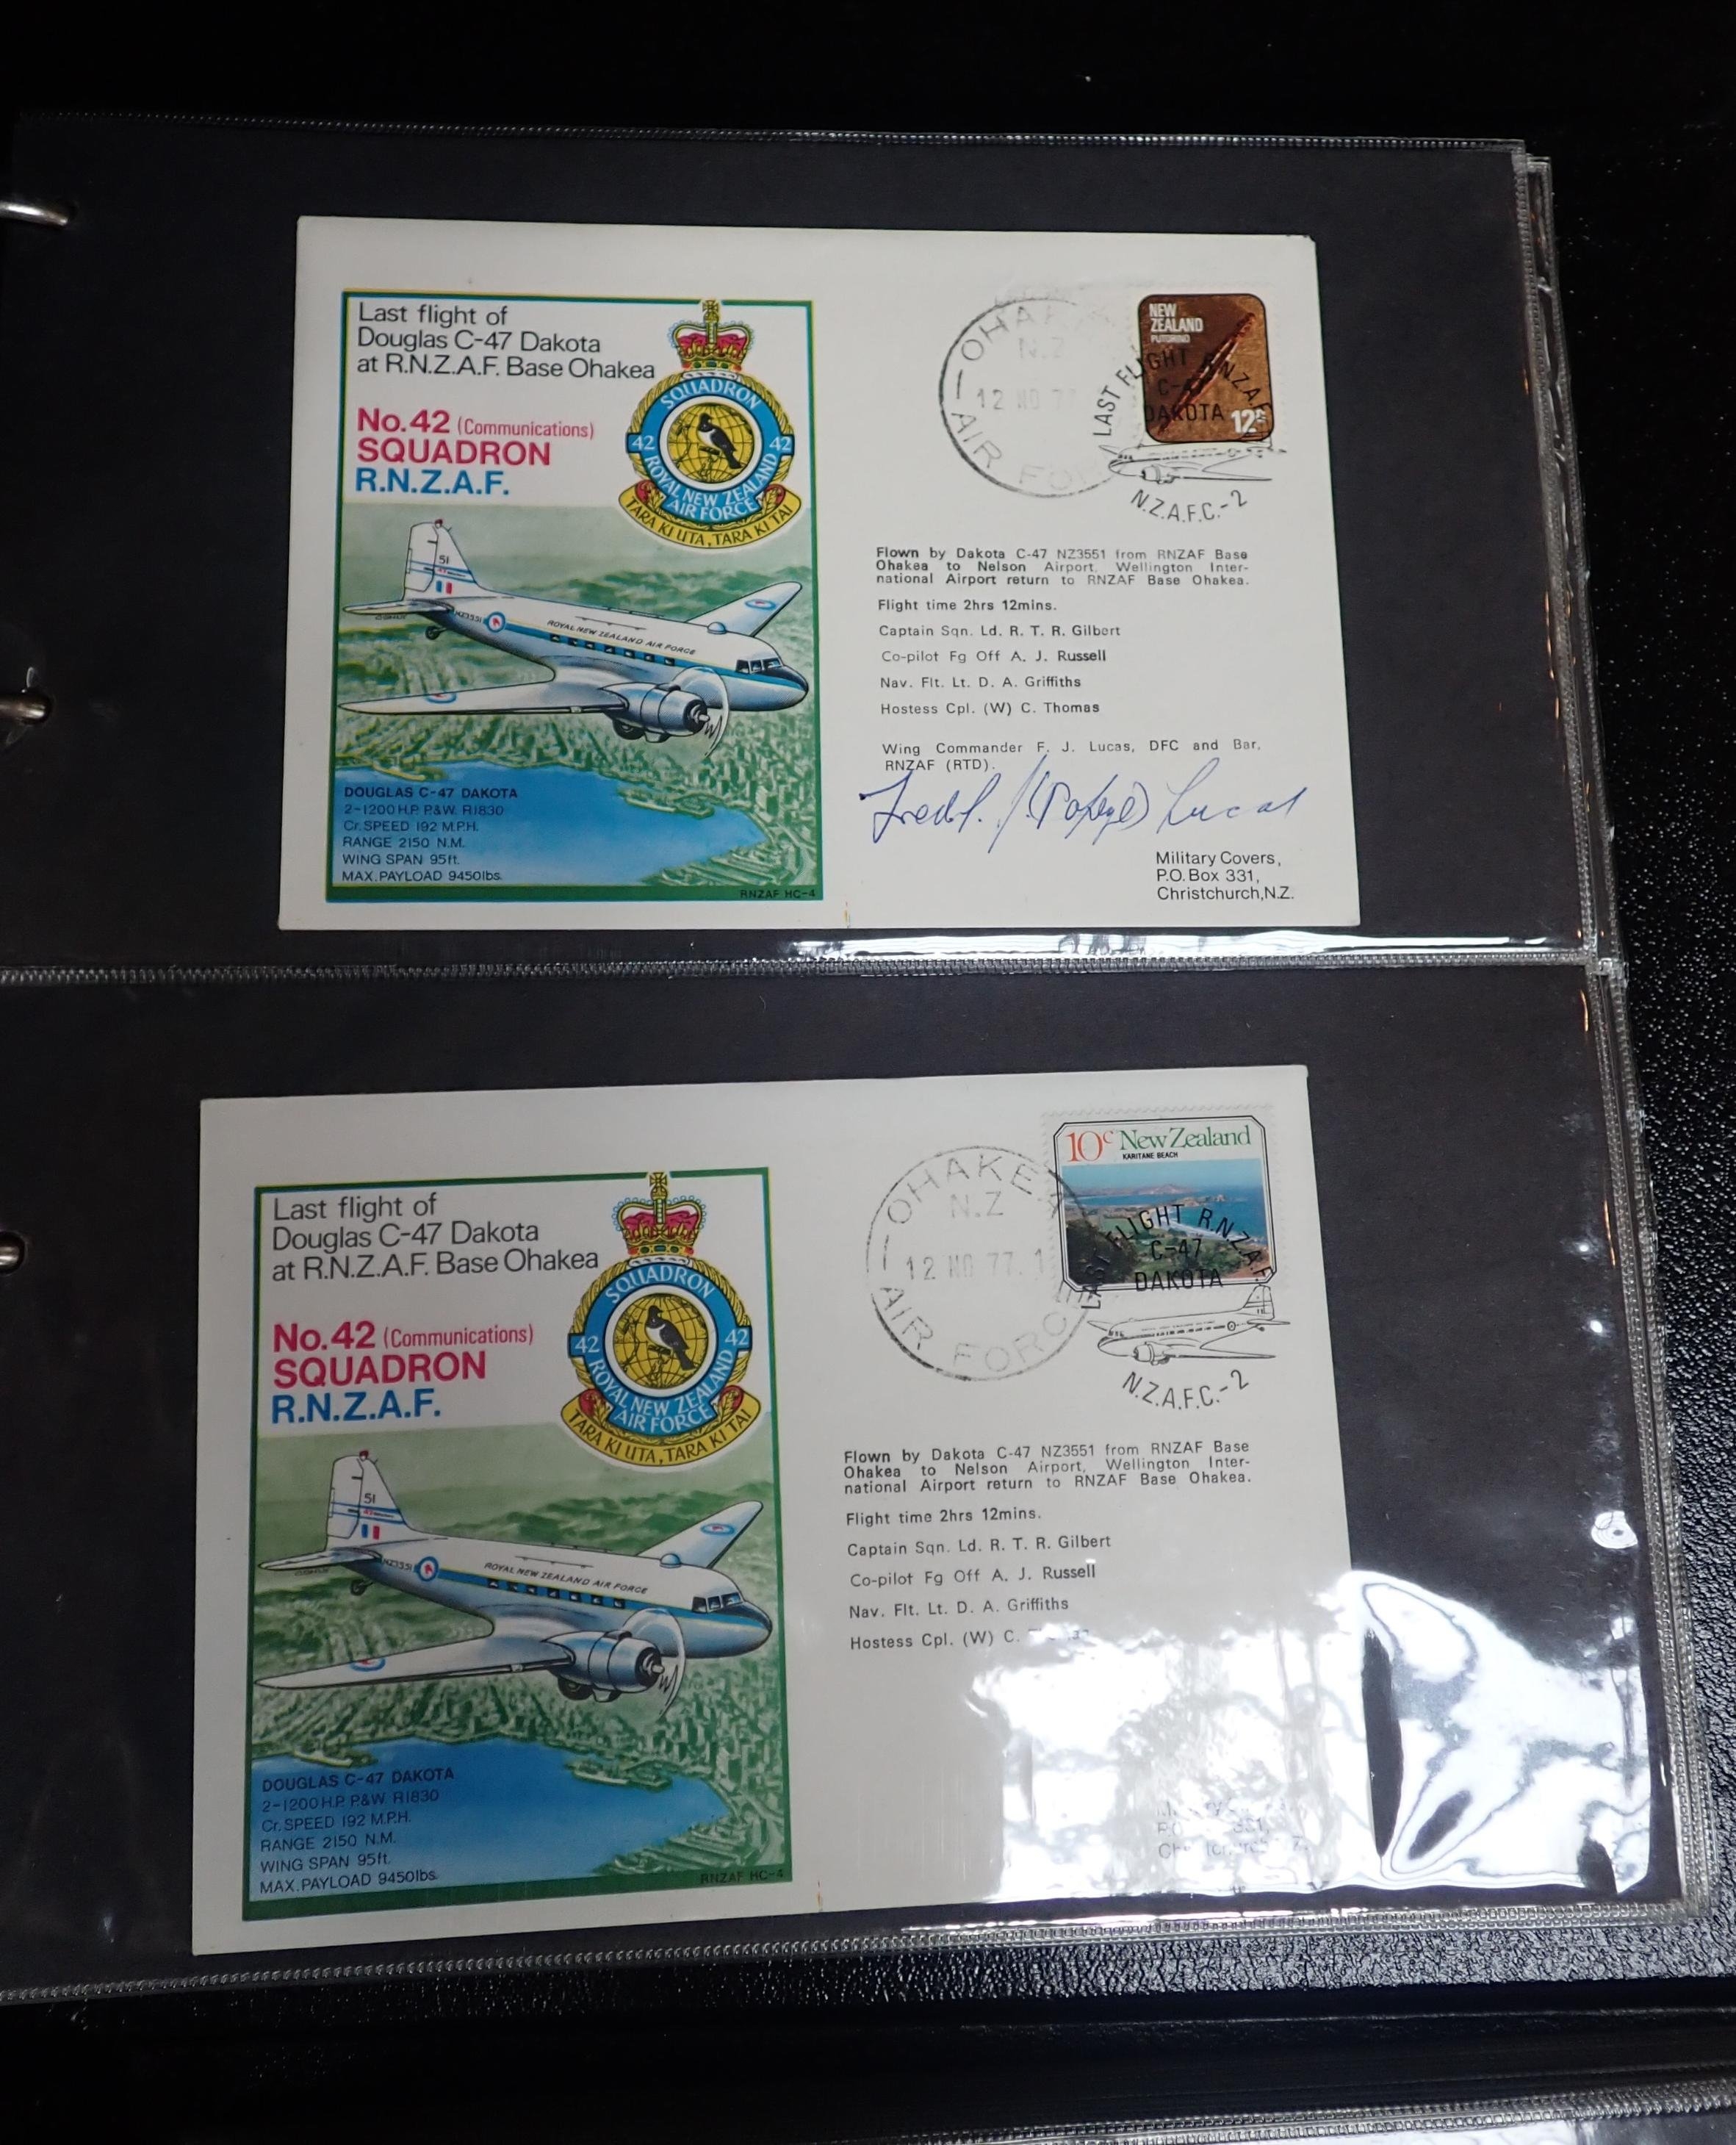 Last flight of
Douglas C-47 Dakota
at R.N.Z.A.F. Base Ohakea
No.42 (Communications)
SQUADRON
R.N.Z.A.F.
SQUADRON
42 42
ROYAL NEW ZEALAND
AIR FORCE
TARA KI UTA, TARA KI TAI
51
NZ3551
ROYAL NEW ZEALAND AIR FORCE
DOUGLAS C-47 DAKOTA
2-1200 H.P. P&W. R1830
Cr. SPEED 192 M.P.H.
RANGE 2150 N.M.
WING SPAN 95ft.
MAX. PAYLOAD 9450lbs.
RNZAF HC-4
N.Z
12 NO 77
AIR
NEW
ZEALAND
PUTORINO
12c
LAST FLIGHT R.N.Z.A.F.
DAKOTA
N.Z.A.F.C.-2
Flown by Dakota C-47 NZ3551 from RNZAF Base
Ohakea to Nelson Airport, Wellington Inter-
national Airport return to RNZAF Base Ohakea.
Flight time 2hrs 12mins.
Captain Sqn. Ld. R. T. R. Gilbert
Co-pilot Fg Off A. J. Russell
Nav. Flt. Lt. D. A. Griffiths
Hostess Cpl. (W) C. Thomas
Wing Commander F. J. Lucas, DFC and Bar,
RNZAF (RTD).
Fred J. (Popeye) Lucas
Military Covers,
P.O. Box 331,
Christchurch, N.Z.
Last flight of
Douglas C-47 Dakota
at R.N.Z.A.F. Base Ohakea
No.42 (Communications)
SQUADRON
R.N.Z.A.F.
SQUADRON
42 42
ROYAL NEW ZEALAND
AIR FORCE
TARA KI UTA, TARA KI TAI
51
NZ3551
ROYAL NEW ZEALAND AIR FORCE
DOUGLAS C-47 DAKOTA
2-1200 H.P. P&W R1830
Cr. SPEED 192 M.P.H.
RANGE 2150 N.M.
WING SPAN 95ft.
MAX. PAYLOAD 9450lbs.
RNZAF HC-4
OHAKEA
N.Z
12 NO 77
AIR FORCE
10c New Zealand
KARITANE BEACH
LAST FLIGHT R.N.Z.A.F.
C-47
DAKOTA
N.Z.A.F.C.-2
Flown by Dakota C-47 NZ3551 from RNZAF Base
Ohakea to Nelson Airport, Wellington Inter-
national Airport return to RNZAF Base Ohakea.
Flight time 2hrs 12mins.
Captain Sqn. Ld. R. T. R. Gilbert
Co-pilot Fg Off A. J. Russell
Nav. Flt. Lt. D. A. Griffiths
Hostess Cpl. (W) C.